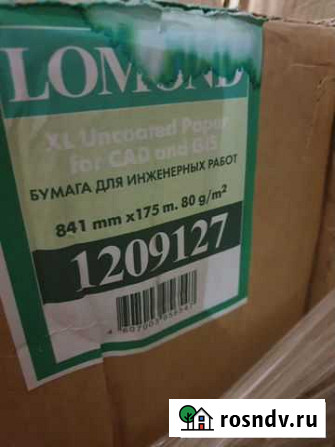 LOMOND
XL Uncoated Paper
for CAD and GIS
БУМАГА ДЛЯ ИНЖЕНЕРНЫХ РАБОТ
841 mm x 175 m. 80 g/m²
1209127
rosndv.ru